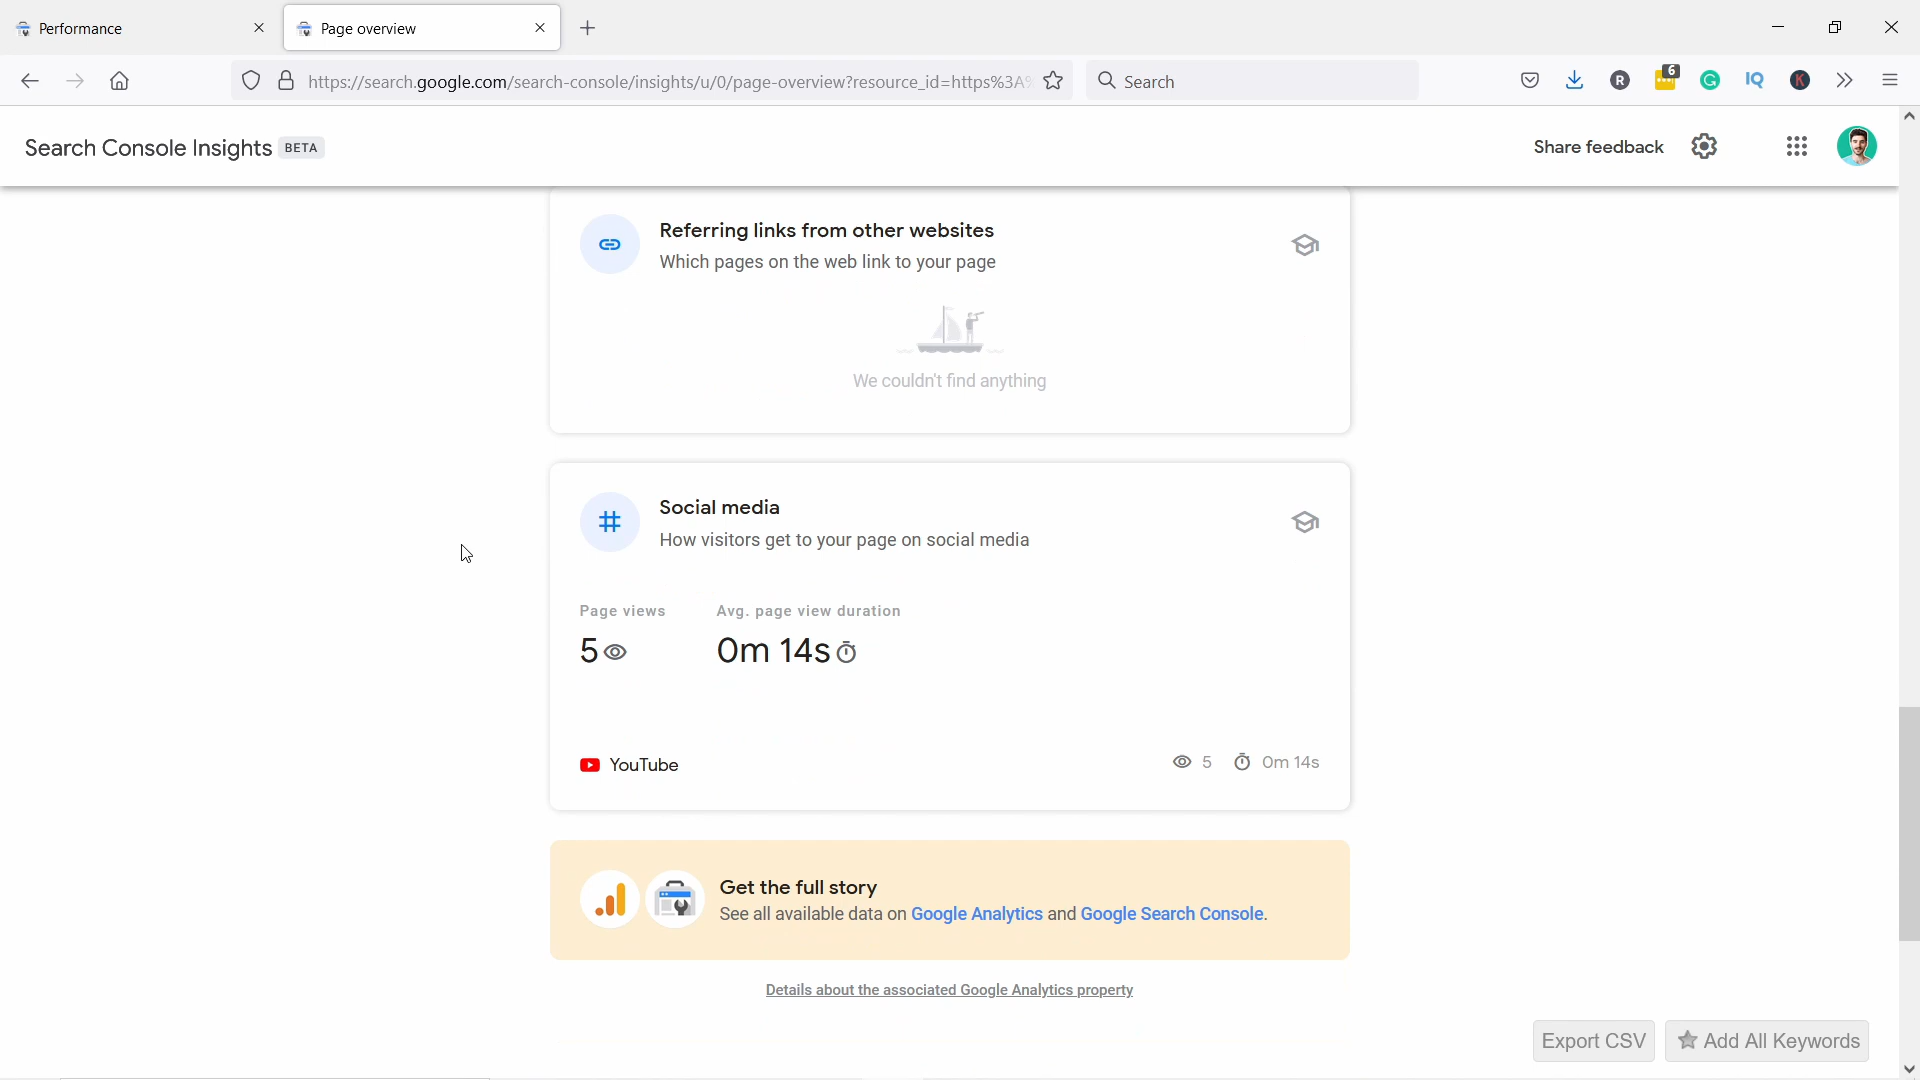 Performance
Page overview
https://search.google.com/search-console/insights/u/0/page-overview?resource_id=https%3A%
Search
R
6
G
IQ
K
Search Console Insights BETA
Share feedback
Referring links from other websites
Which pages on the web link to your page
We couldn't find anything
Social media
How visitors get to your page on social media
Page views
Avg. page view duration
5
0m 14s
YouTube
5
0m 14s
Get the full story
See all available data on Google Analytics and Google Search Console.
Details about the associated Google Analytics property
Export CSV
Add All Keywords